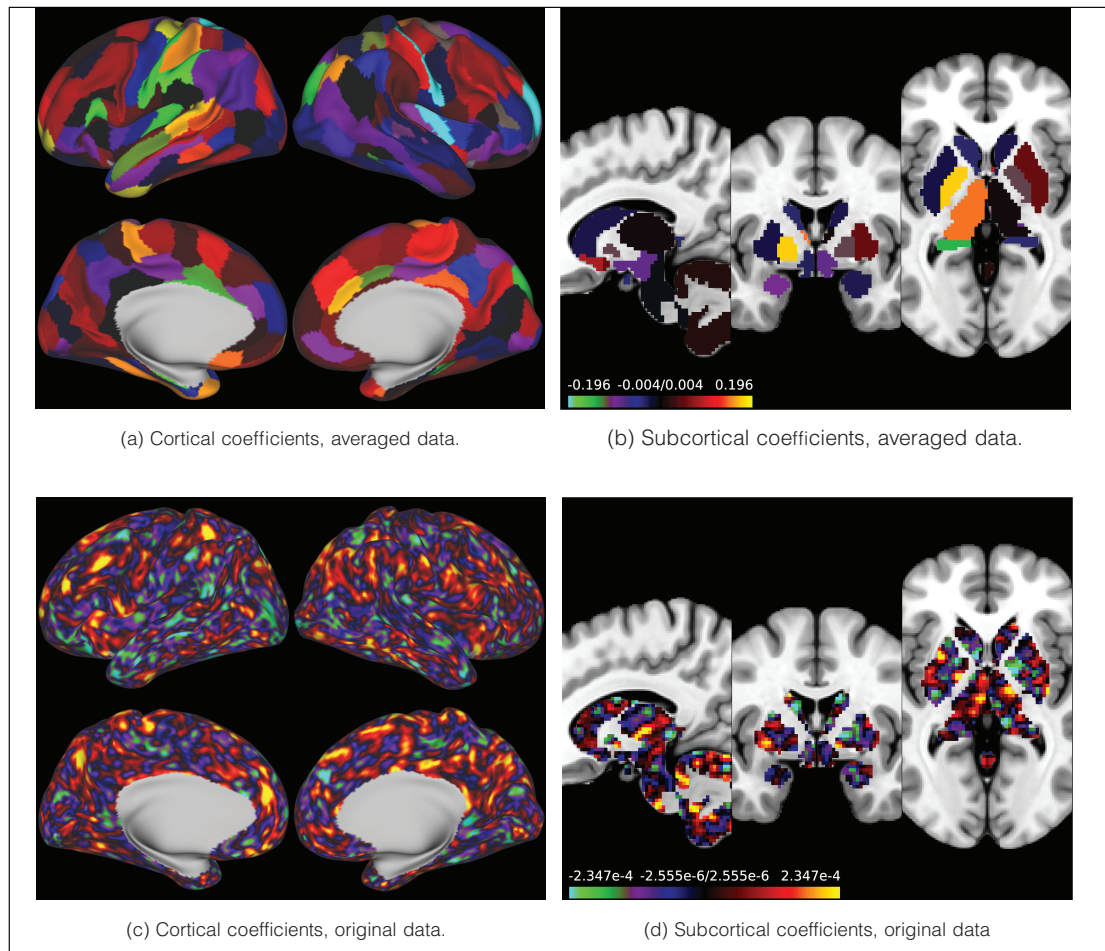 -0.196 -0.004/0.004 0.196
(a) Cortical coefficients, averaged data.
(b) Subcortical coefficients, averaged data.
-2.347e-4 -2.555e-6/2.555e-6 2.347e-4
(c) Cortical coefficients, original data.
(d) Subcortical coefficients, original data